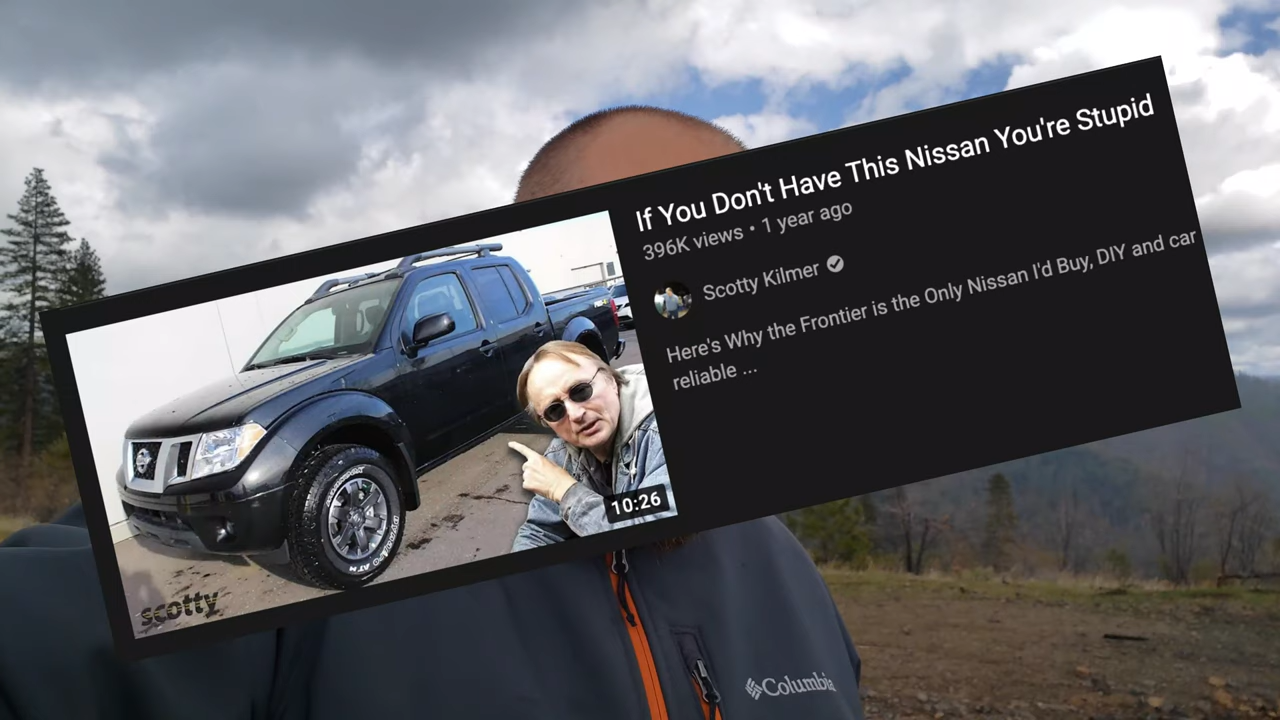 If You Don't Have This Nissan You're Stupid
396K views • 1 year ago
Scotty Kilmer
Here's Why the Frontier is the Only Nissan I'd Buy, DIY and car
reliable ...
10:26
scotty
Columbia